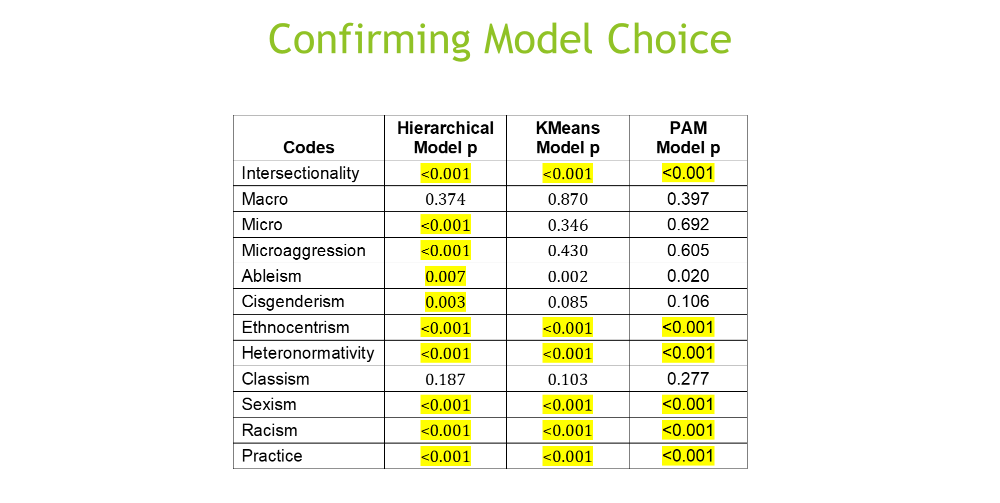 Confirming Model Choice
Codes Hierarchical Model p KMeans Model p PAM Model p
Intersectionality <0.001 <0.001 <0.001
Macro 0.374 0.870 0.397
Micro <0.001 0.346 0.692
Microaggression <0.001 0.430 0.605
Ableism 0.007 0.002 0.020
Cisgenderism 0.003 0.085 0.106
Ethnocentrism <0.001 <0.001 <0.001
Heteronormativity <0.001 <0.001 <0.001
Classism 0.187 0.103 0.277
Sexism <0.001 <0.001 <0.001
Racism <0.001 <0.001 <0.001
Practice <0.001 <0.001 <0.001